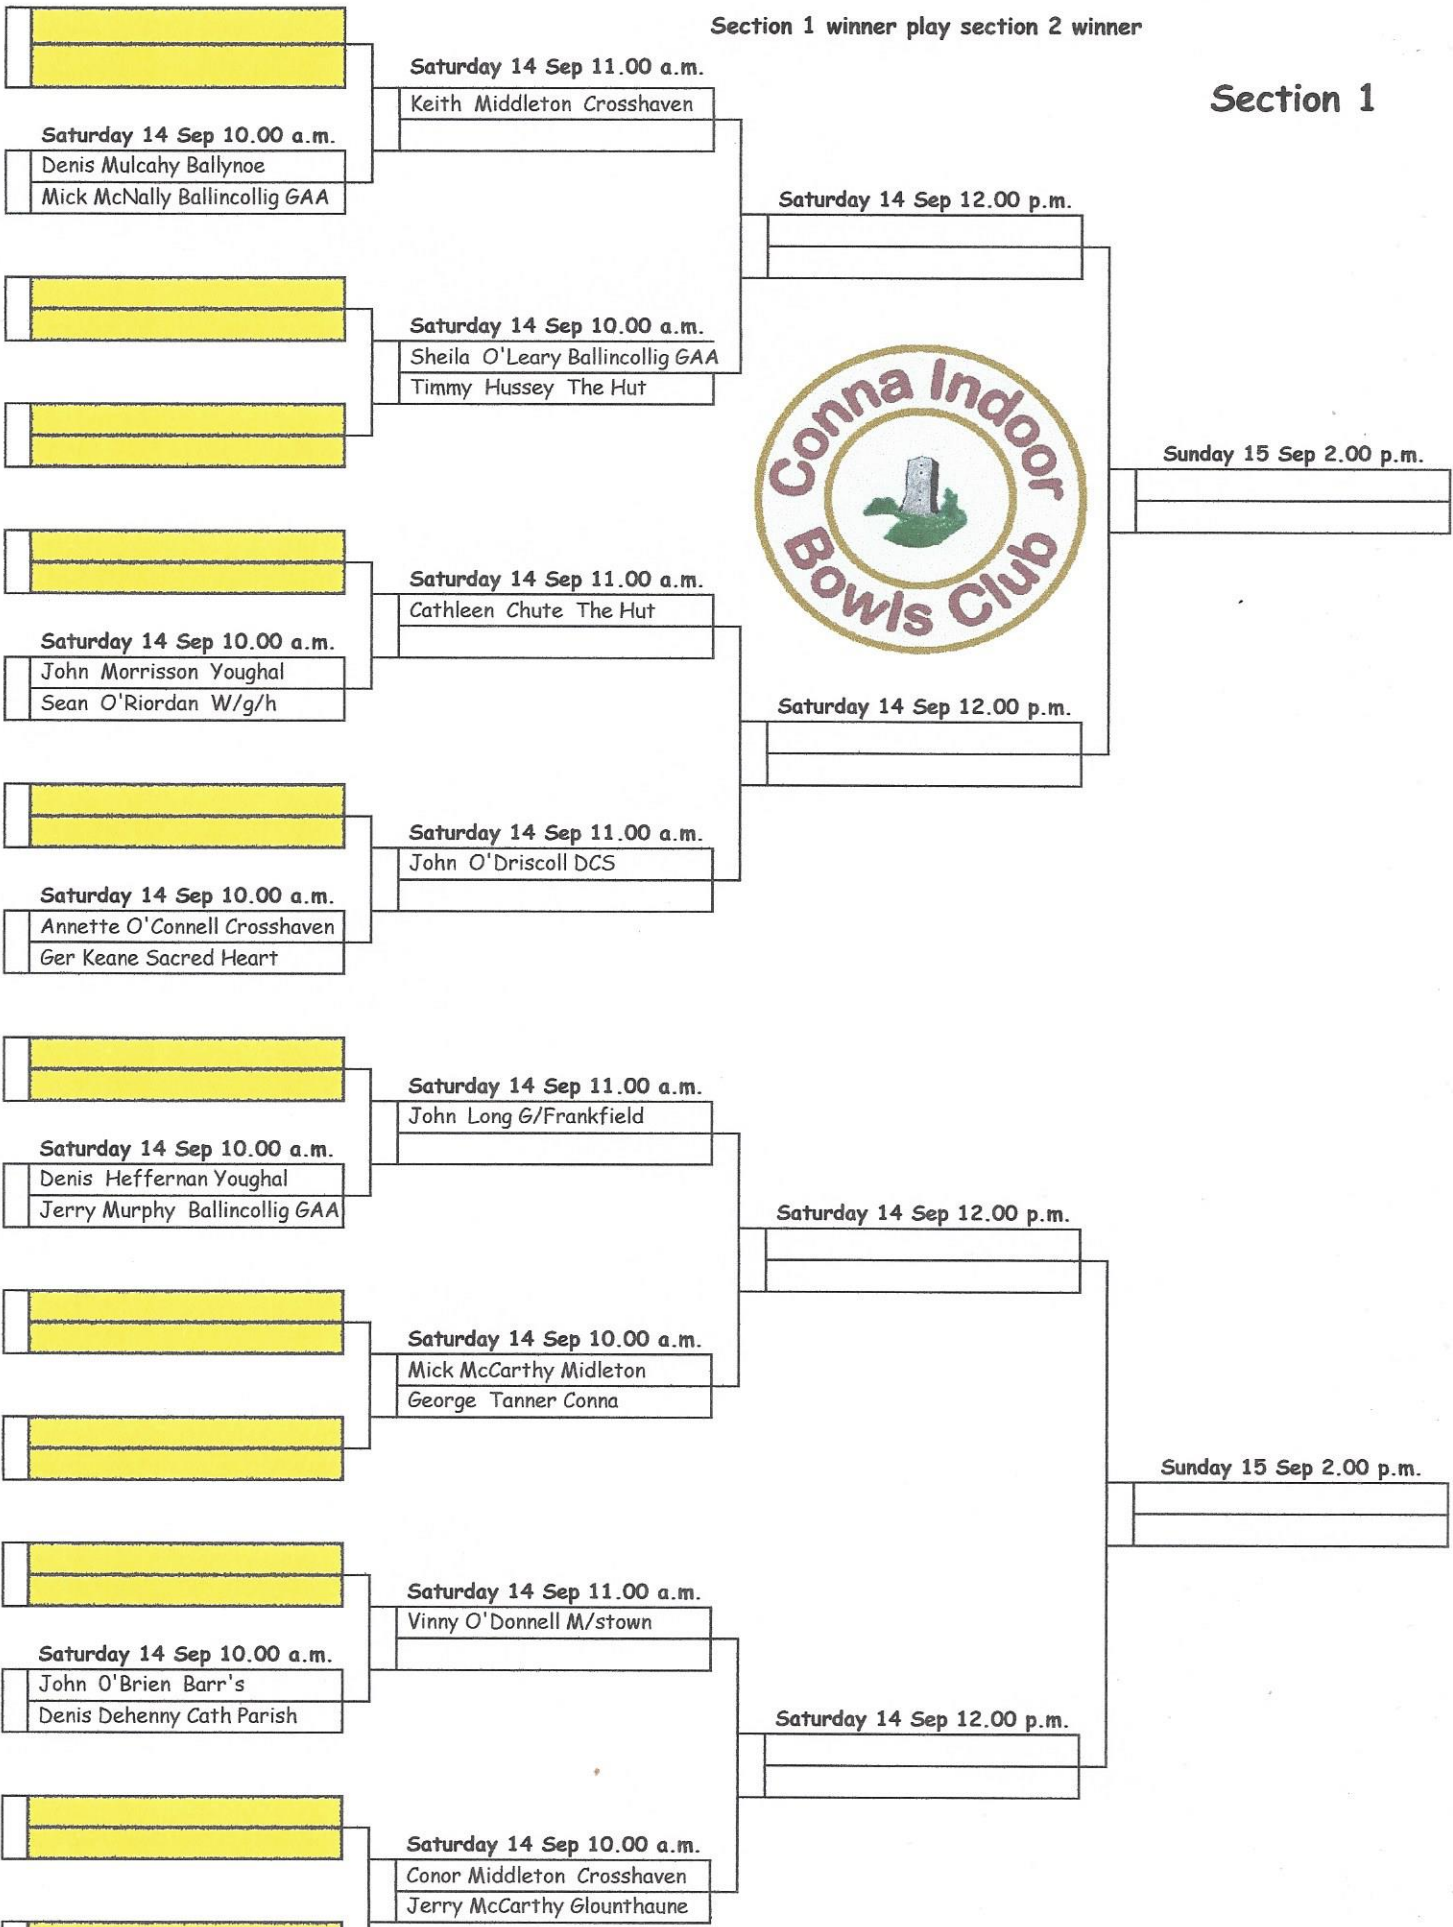 Section 1 winner play section 2 winner
Section 1
Saturday 14 Sep 11.00 a.m.
Keith Middleton Crosshaven
Saturday 14 Sep 10.00 a.m.
Denis Mulcahy Ballynoe
Mick McNally Ballincollig GAA
Saturday 14 Sep 12.00 p.m.
Saturday 14 Sep 10.00 a.m.
Sheila O'Leary Ballincollig GAA
Timmy Hussey The Hut
Conna Indoor
Bowls Club
Sunday 15 Sep 2.00 p.m.
Saturday 14 Sep 11.00 a.m.
Cathleen Chute The Hut
Saturday 14 Sep 10.00 a.m.
John Morrisson Youghal
Sean O'Riordan W/g/h
Saturday 14 Sep 12.00 p.m.
Saturday 14 Sep 11.00 a.m.
John O'Driscoll DCS
Saturday 14 Sep 10.00 a.m.
Annette O'Connell Crosshaven
Ger Keane Sacred Heart
Saturday 14 Sep 11.00 a.m.
John Long G/Frankfield
Saturday 14 Sep 10.00 a.m.
Denis Heffernan Youghal
Jerry Murphy Ballincollig GAA
Saturday 14 Sep 12.00 p.m.
Saturday 14 Sep 10.00 a.m.
Mick McCarthy Midleton
George Tanner Conna
Sunday 15 Sep 2.00 p.m.
Saturday 14 Sep 11.00 a.m.
Vinny O'Donnell M/stown
Saturday 14 Sep 10.00 a.m.
John O'Brien Barr's
Denis Dehenny Cath Parish
Saturday 14 Sep 12.00 p.m.
Saturday 14 Sep 10.00 a.m.
Conor Middleton Crosshaven
Jerry McCarthy Glounthaune